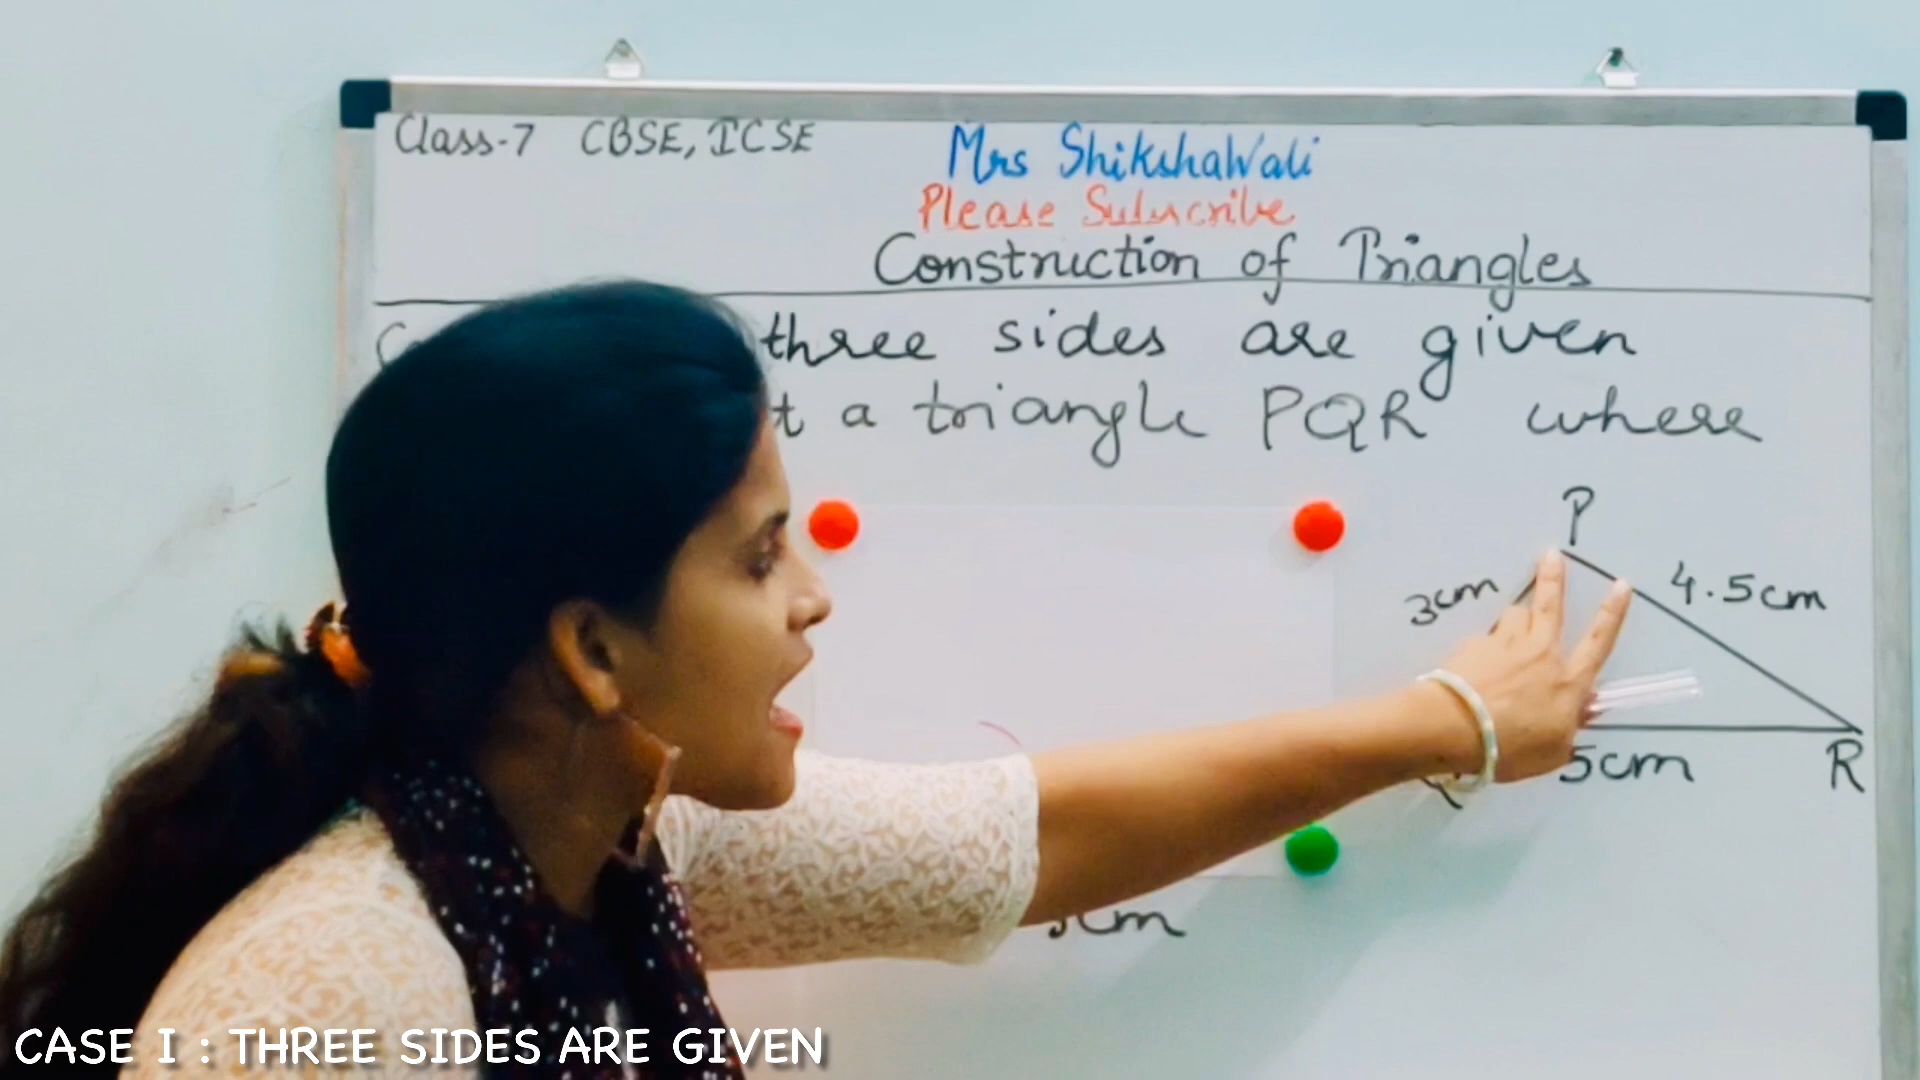 Class-7 CBSE, ICSE
Mrs ShikshaWali
Please Subscribe
Construction of Triangles
three sides are given
a triangle PQR where
P
3cm
4.5cm
5cm
R
cm
CASE I : THREE SIDES ARE GIVEN